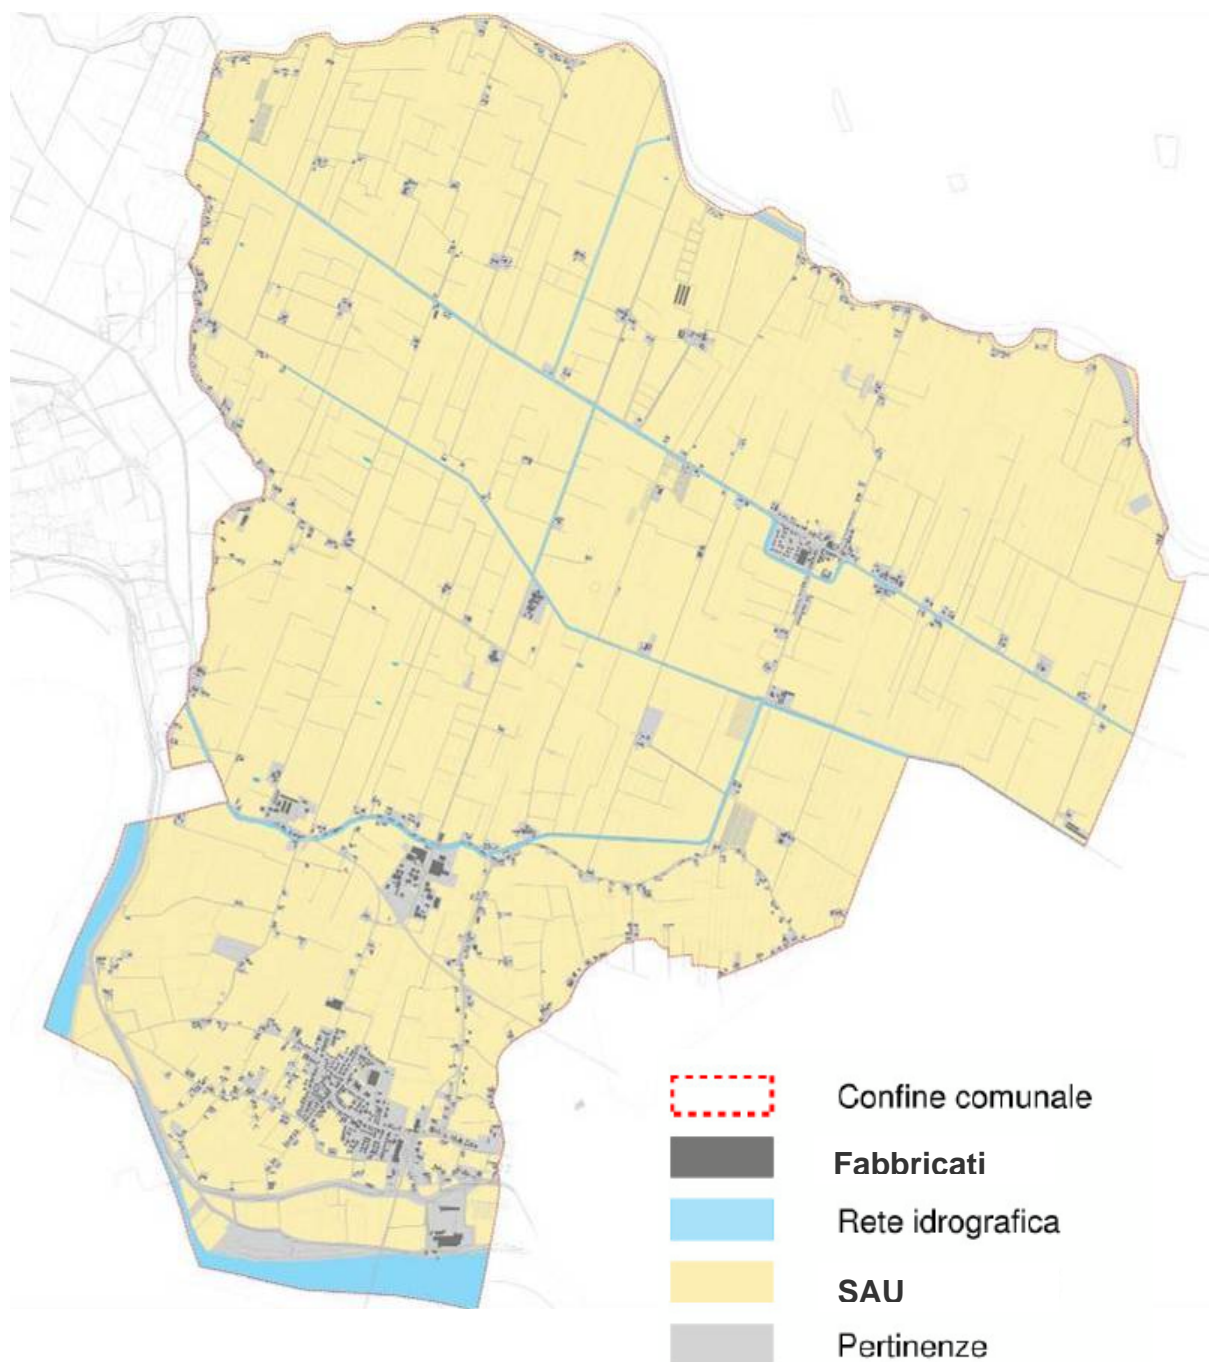 Confine comunale
Fabbricati
Rete idrografica
SAU
Pertinenze